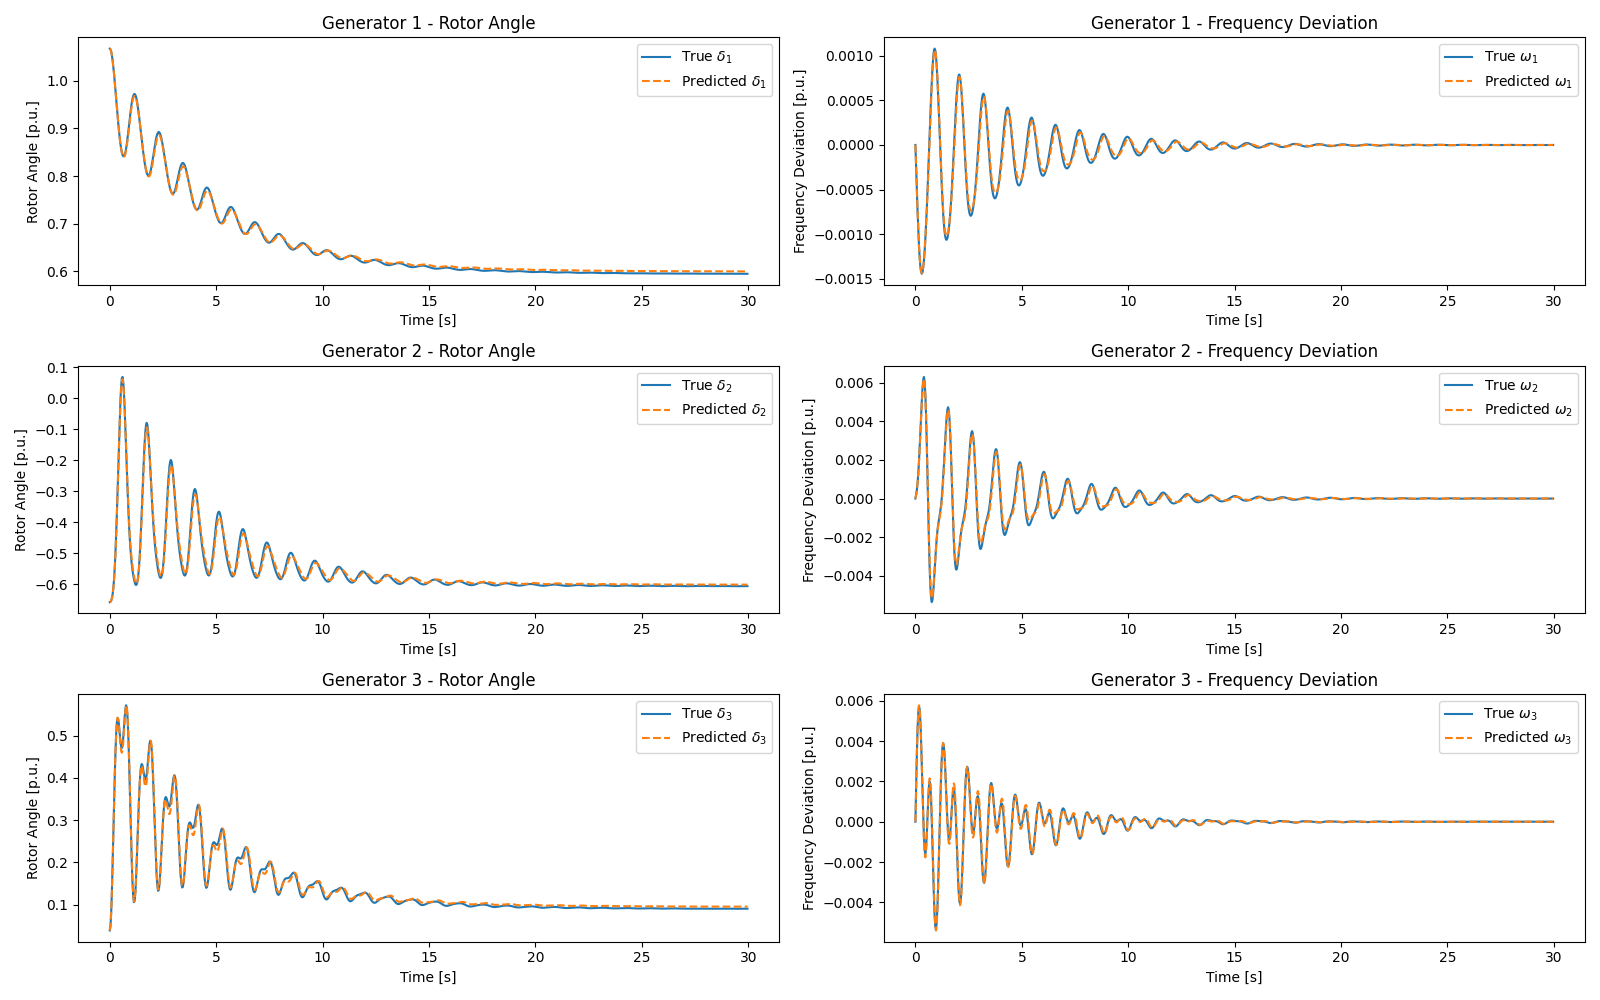 Generator 1 - Rotor Angle
Rotor Angle [p.u.]
1.0
0.9
0.8
0.7
0.6
True δ₁
Predicted δ₁
0 5 10 15 20 25 30
Time [s]
Generator 1 - Frequency Deviation
Frequency Deviation [p.u.]
0.0010
0.0005
0.0000
−0.0005
−0.0010
−0.0015
True ω₁
Predicted ω₁
0 5 10 15 20 25 30
Time [s]
Generator 2 - Rotor Angle
Rotor Angle [p.u.]
0.1
0.0
−0.1
−0.2
−0.3
−0.4
−0.5
−0.6
True δ₂
Predicted δ₂
0 5 10 15 20 25 30
Time [s]
Generator 2 - Frequency Deviation
Frequency Deviation [p.u.]
0.006
0.004
0.002
0.000
−0.002
−0.004
True ω₂
Predicted ω₂
0 5 10 15 20 25 30
Time [s]
Generator 3 - Rotor Angle
Rotor Angle [p.u.]
0.5
0.4
0.3
0.2
0.1
True δ₃
Predicted δ₃
0 5 10 15 20 25 30
Time [s]
Generator 3 - Frequency Deviation
Frequency Deviation [p.u.]
0.006
0.004
0.002
0.000
−0.002
−0.004
True ω₃
Predicted ω₃
0 5 10 15 20 25 30
Time [s]